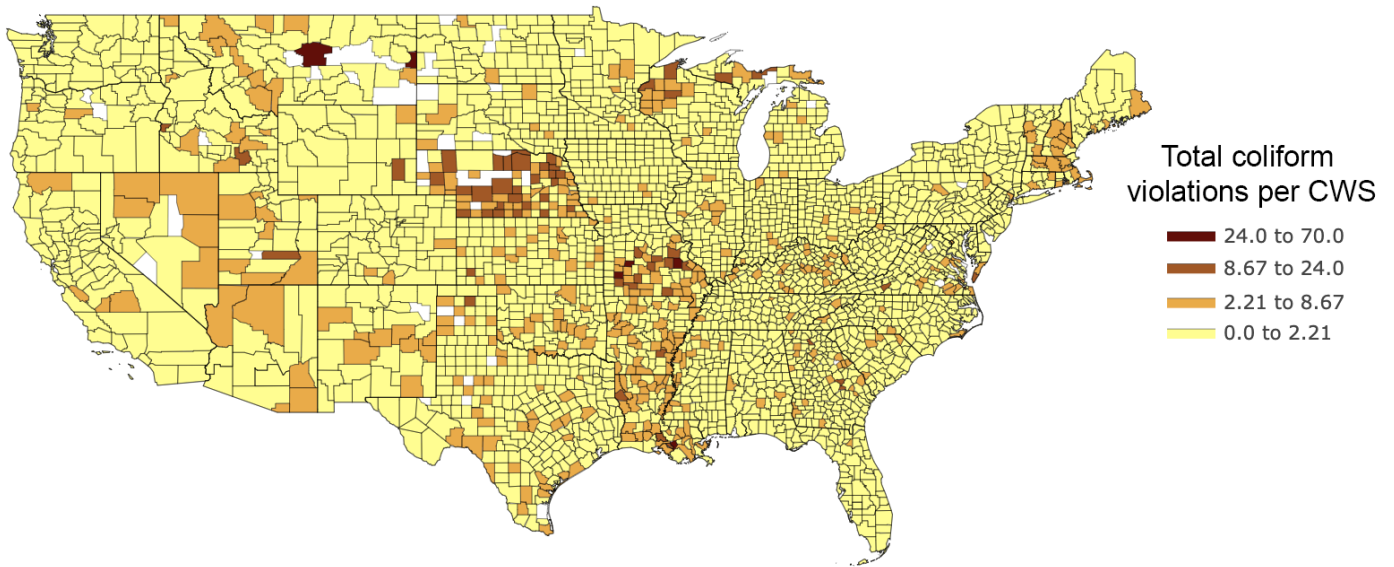 Total coliform
violations per CWS
24.0 to 70.0
8.67 to 24.0
2.21 to 8.67
0.0 to 2.21